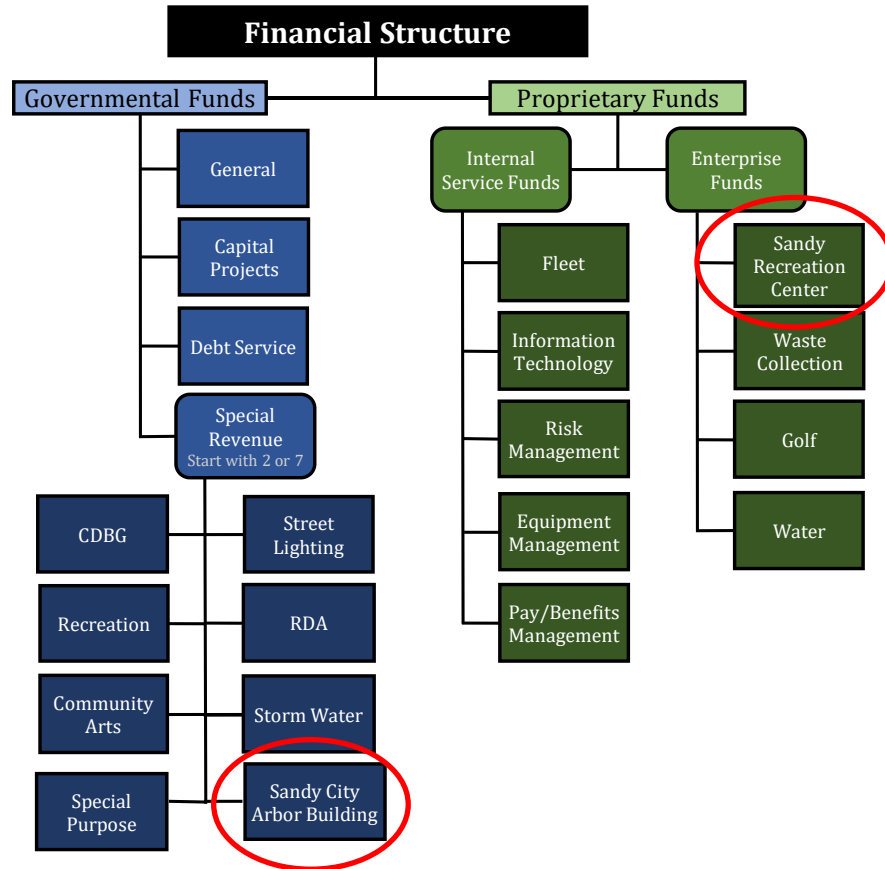 Financial Structure
Governmental Funds
Proprietary Funds
General
Capital
Projects
Debt Service
Special
Revenue
Start with 2 or 7
CDBG
Street
Lighting
Recreation
RDA
Community
Arts
Storm Water
Special
Purpose
Sandy City
Arbor Building
Internal
Service Funds
Fleet
Information
Technology
Risk
Management
Equipment
Management
Pay/Benefits
Management
Enterprise
Funds
Sandy
Recreation
Center
Waste
Collection
Golf
Water